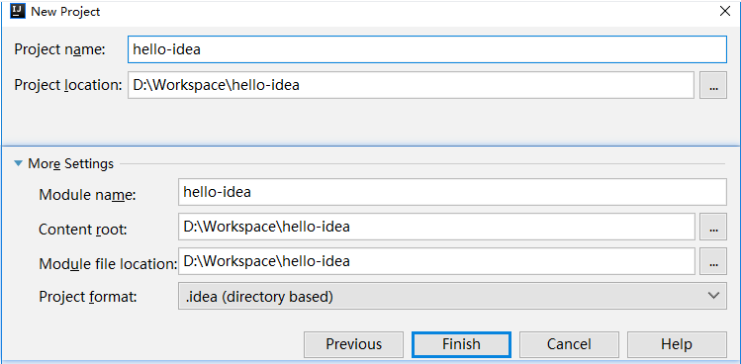 IJ New Project
Project name: hello-idea
Project location: D:\Workspace\hello-idea ...
More Settings
Module name: hello-idea
Content root: D:\Workspace\hello-idea ...
Module file location: D:\Workspace\hello-idea ...
Project format: .idea (directory based)
Previous Finish Cancel Help